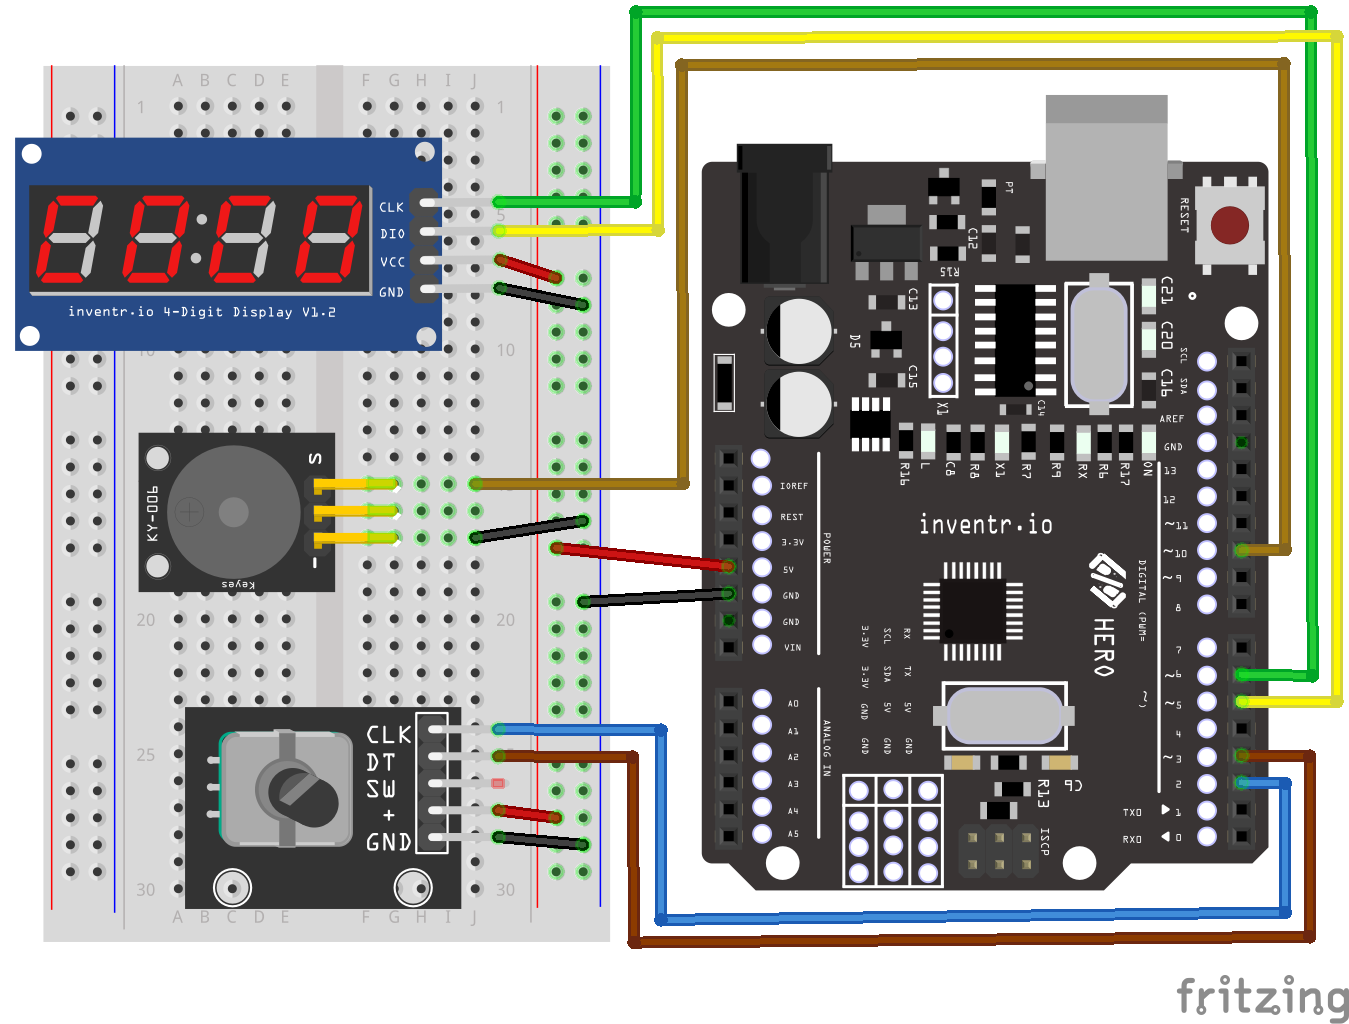 A B C D E F G H I J
1 1
5
10 10
20 20
25 25
30 30
A B C D E F G H I J
CLK
DIO
VCC
GND
inventr.io 4-Digit Display V1.2
S
KY-006
Keyes
CLK
DT
SW
+
GND
RESET
PT
C12
R15
C13
D5
C15
X1
C14
C21
C20
C16
R16
L
C8
R8
X1
R7
R9
RX
R6
R17
ON
inventr.io
HERO
IOREF
REST
3.3V
5V
GND
GND
VIN
POWER
A0
A1
A2
A3
A4
A5
ANALOG IN
SCL
SDA
AREF
GND
13
12
~11
~10
~9
8
7
~6
~5
4
~3
2
TX0 1
RX0 0
DIGITAL (PWM= ~)
3.3V SCL RX
3.3V SDA TX
GND 5V 5V
GND GND GND
R13
C6
ISCP
fritzing